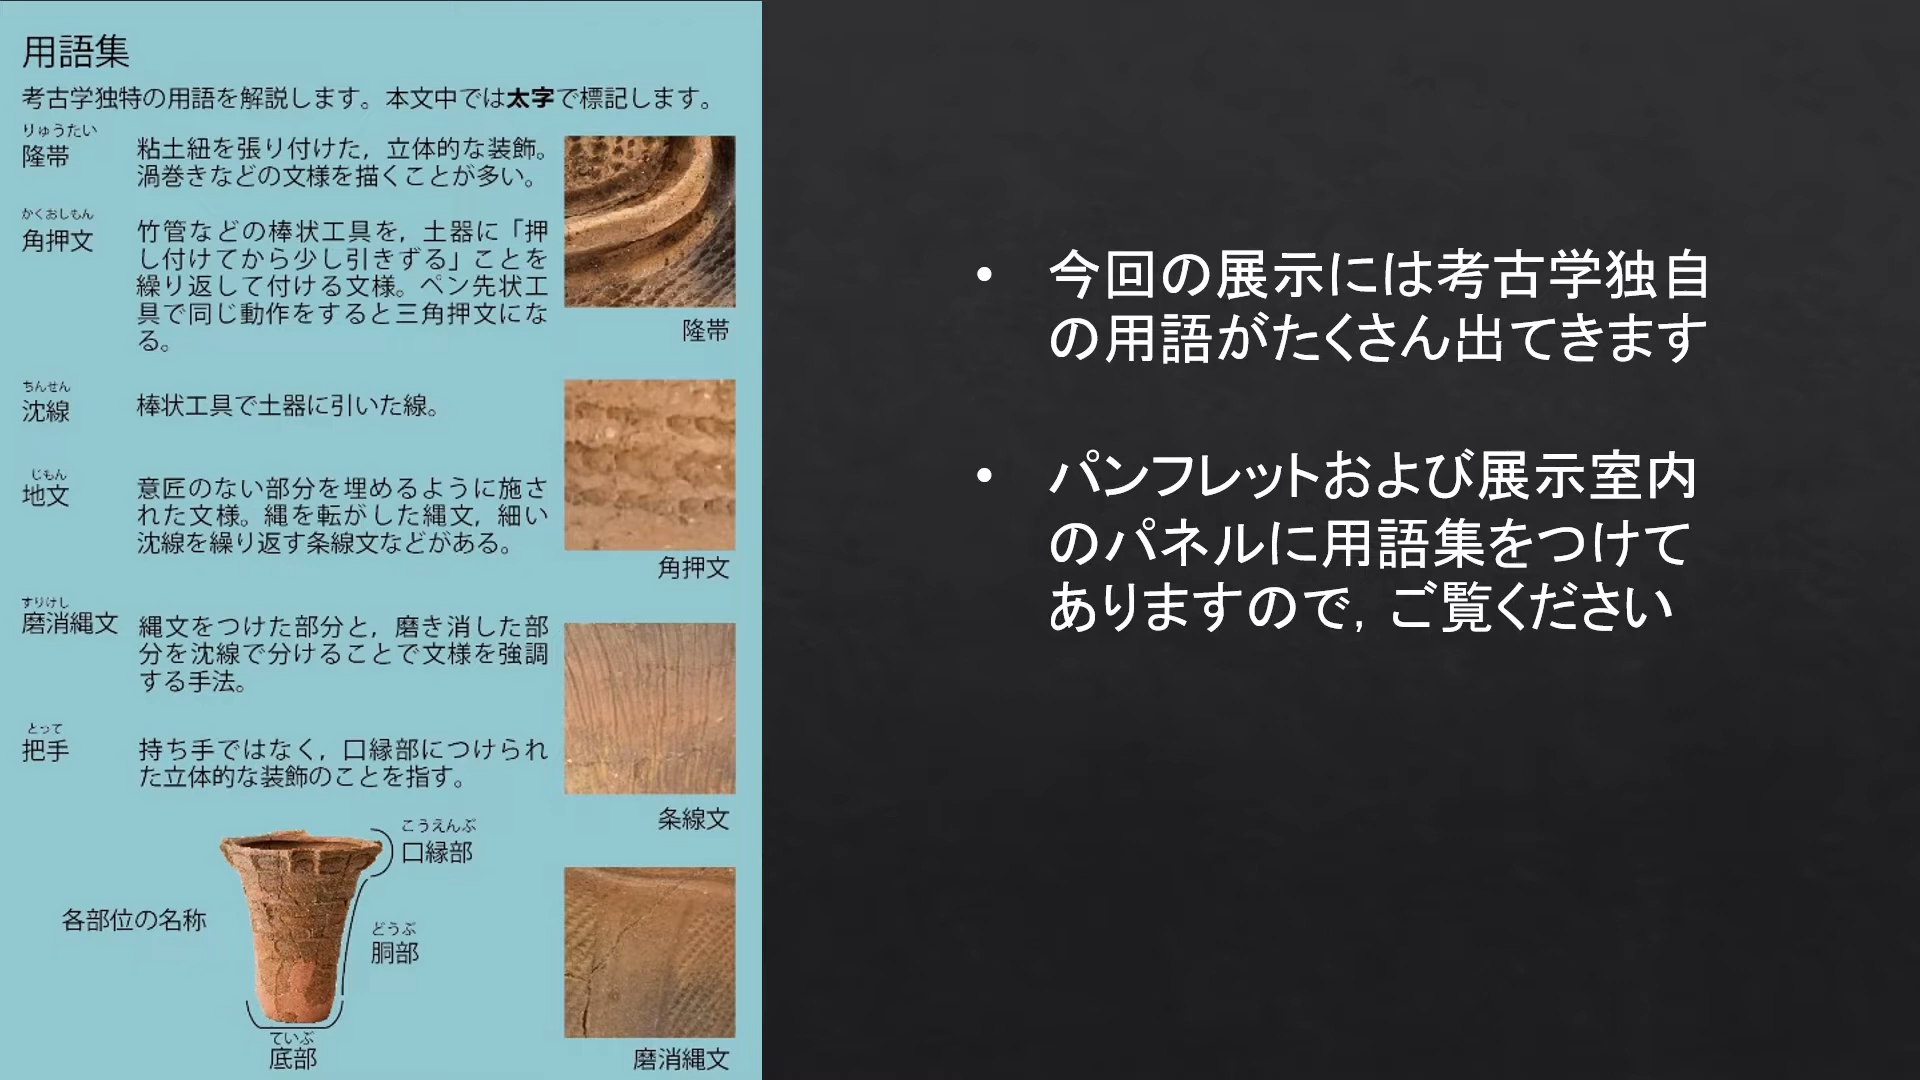 用語集
考古学独特の用語を解説します。本文中では太字で標記します。
りゅうたい
隆帯
粘土紐を張り付けた，立体的な装飾。
渦巻きなどの文様を描くことが多い。
かくおしもん
角押文
竹管などの棒状工具を，土器に「押
し付けてから少し引きずる」ことを
繰り返して付ける文様。ペン先状工
具で同じ動作をすると三角押文にな
る。
ちんせん
沈線
棒状工具で土器に引いた線。
じもん
地文
意匠のない部分を埋めるように施さ
れた文様。縄を転がした縄文，細い
沈線を繰り返す条線文などがある。
すりけし
磨消縄文
縄文をつけた部分と，磨き消した部
分を沈線で分けることで文様を強調
する手法。
とって
把手
持ち手ではなく，口縁部につけられ
た立体的な装飾のことを指す。
隆帯
角押文
条線文
磨消縄文
各部位の名称
こうえんぶ
口縁部
どうぶ
胴部
ていぶ
底部
• 今回の展示には考古学独自
の用語がたくさん出てきます
• パンフレットおよび展示室内
のパネルに用語集をつけて
ありますので，ご覧ください